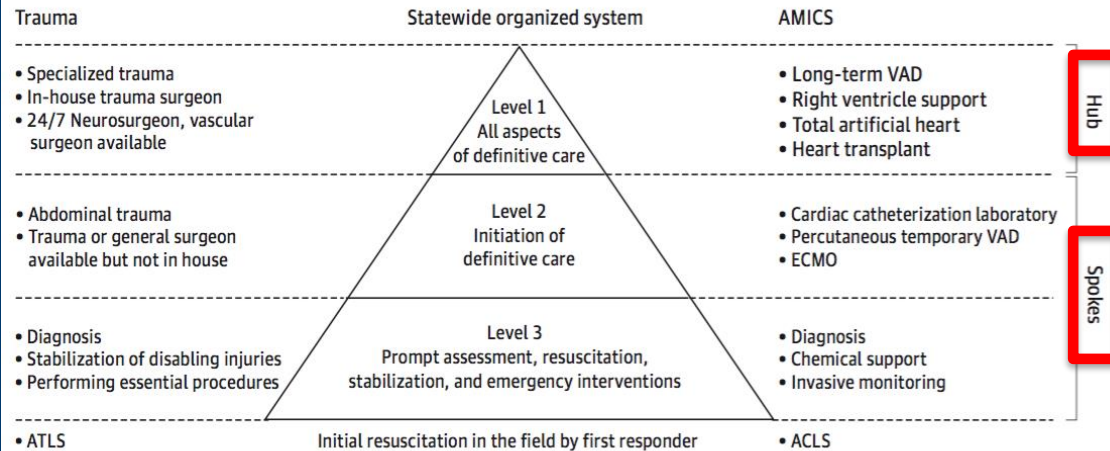 Trauma
Statewide organized system
AMICS
• Specialized trauma
• In-house trauma surgeon
• 24/7 Neurosurgeon, vascular
surgeon available
Level 1
All aspects
of definitive care
• Long-term VAD
• Right ventricle support
• Total artificial heart
• Heart transplant
Hub
• Abdominal trauma
• Trauma or general surgeon
available but not in house
Level 2
Initiation of
definitive care
• Cardiac catheterization laboratory
• Percutaneous temporary VAD
• ECMO
Spokes
• Diagnosis
• Stabilization of disabling injuries
• Performing essential procedures
Level 3
Prompt assessment, resuscitation,
stabilization, and emergency interventions
• Diagnosis
• Chemical support
• Invasive monitoring
• ATLS
Initial resuscitation in the field by first responder
• ACLS